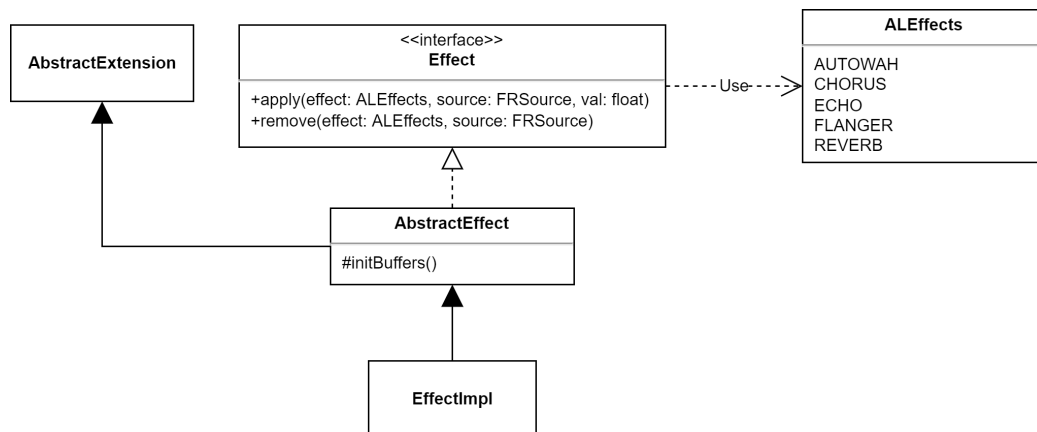 AbstractExtension
<<interface>>
Effect
+apply(effect: ALEffects, source: FRSource, val: float)
+remove(effect: ALEffects, source: FRSource)
Use
ALEffects
AUTOWAH
CHORUS
ECHO
FLANGER
REVERB
AbstractEffect
#initBuffers()
EffectImpl